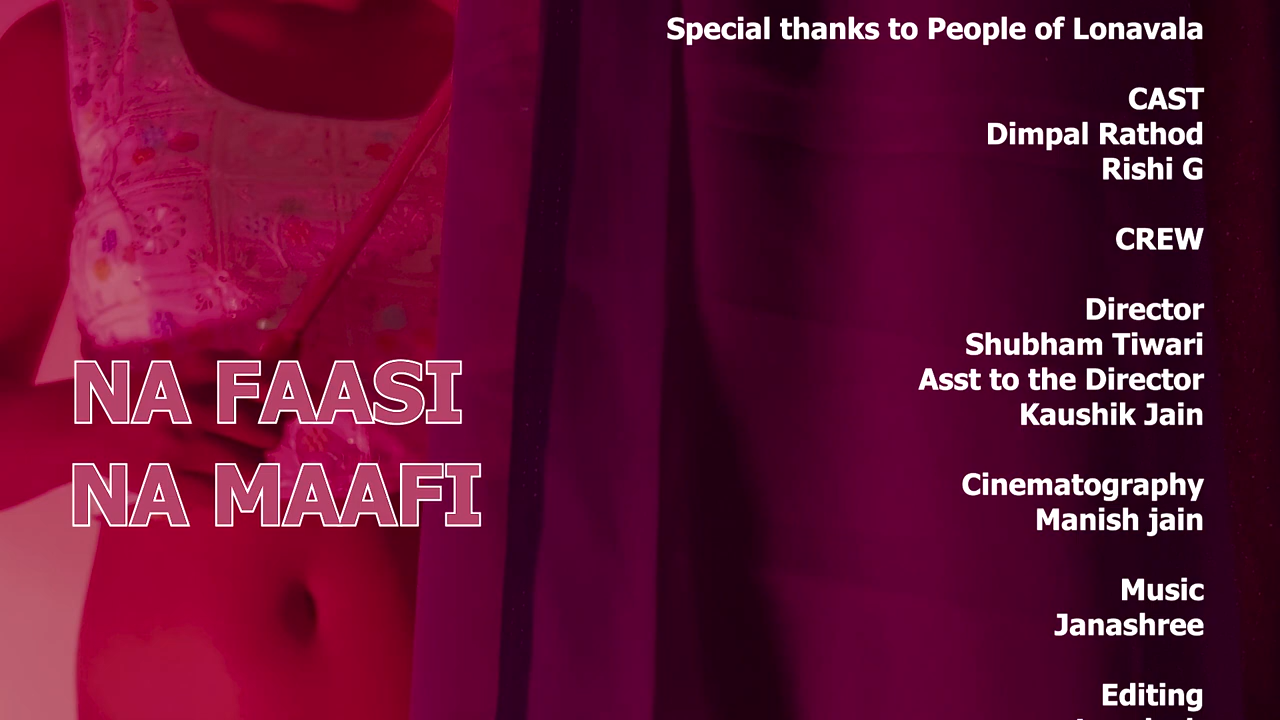 NA FAASI
NA MAAFI
Special thanks to People of Lonavala
CAST
Dimpal Rathod
Rishi G
CREW
Director
Shubham Tiwari
Asst to the Director
Kaushik Jain
Cinematography
Manish jain
Music
Janashree
Editing